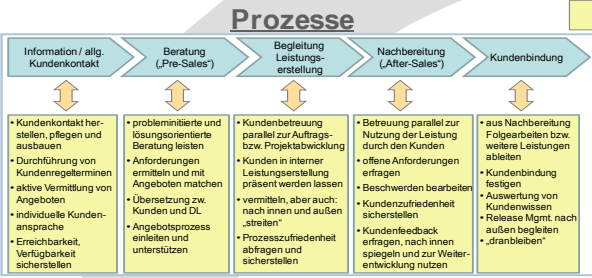 Prozesse
Information / allg.
Kundenkontakt
Beratung
(„Pre-Sales“)
Begleitung
Leistungs-
erstellung
Nachbereitung
(„After-Sales“)
Kundenbindung
• Kundenkontakt her-
stellen, pflegen und
ausbauen
• Durchführung von
Kundenregelterminen
• aktive Vermittlung von
Angeboten
• individuelle Kunden-
ansprache
• Erreichbarkeit,
Verfügbarkeit
sicherstellen
• probleminitiierte und
lösungsorientierte
Beratung leisten
• Anforderungen
ermitteln und mit
Angeboten matchen
• Übersetzung zw.
Kunden und DL
• Angebotsprozess
einleiten und
unterstützen
• Kundenbetreuung
parallel zur Auftrags-
bzw. Projektabwicklung
• Kunden in interner
Leistungserstellung
präsent werden lassen
• vermitteln, aber auch:
nach innen und außen
„streiten“
• Prozesszufriedenheit
abfragen und
sicherstellen
• Betreuung parallel zur
Nutzung der Leistung
durch den Kunden
• offene Anforderungen
erfragen
• Beschwerden bearbeiten
• Kundenzufriedenheit
sicherstellen
• Kundenfeedback
erfragen, nach innen
spiegeln und zur Weiter-
entwicklung nutzen
• aus Nachbereitung
Folgearbeiten bzw.
weitere Leistungen
ableiten
• Kundenbindung
festigen
• Auswertung von
Kundenwissen
• Release Mgmt. nach
außen begleiten
• „dranbleiben“